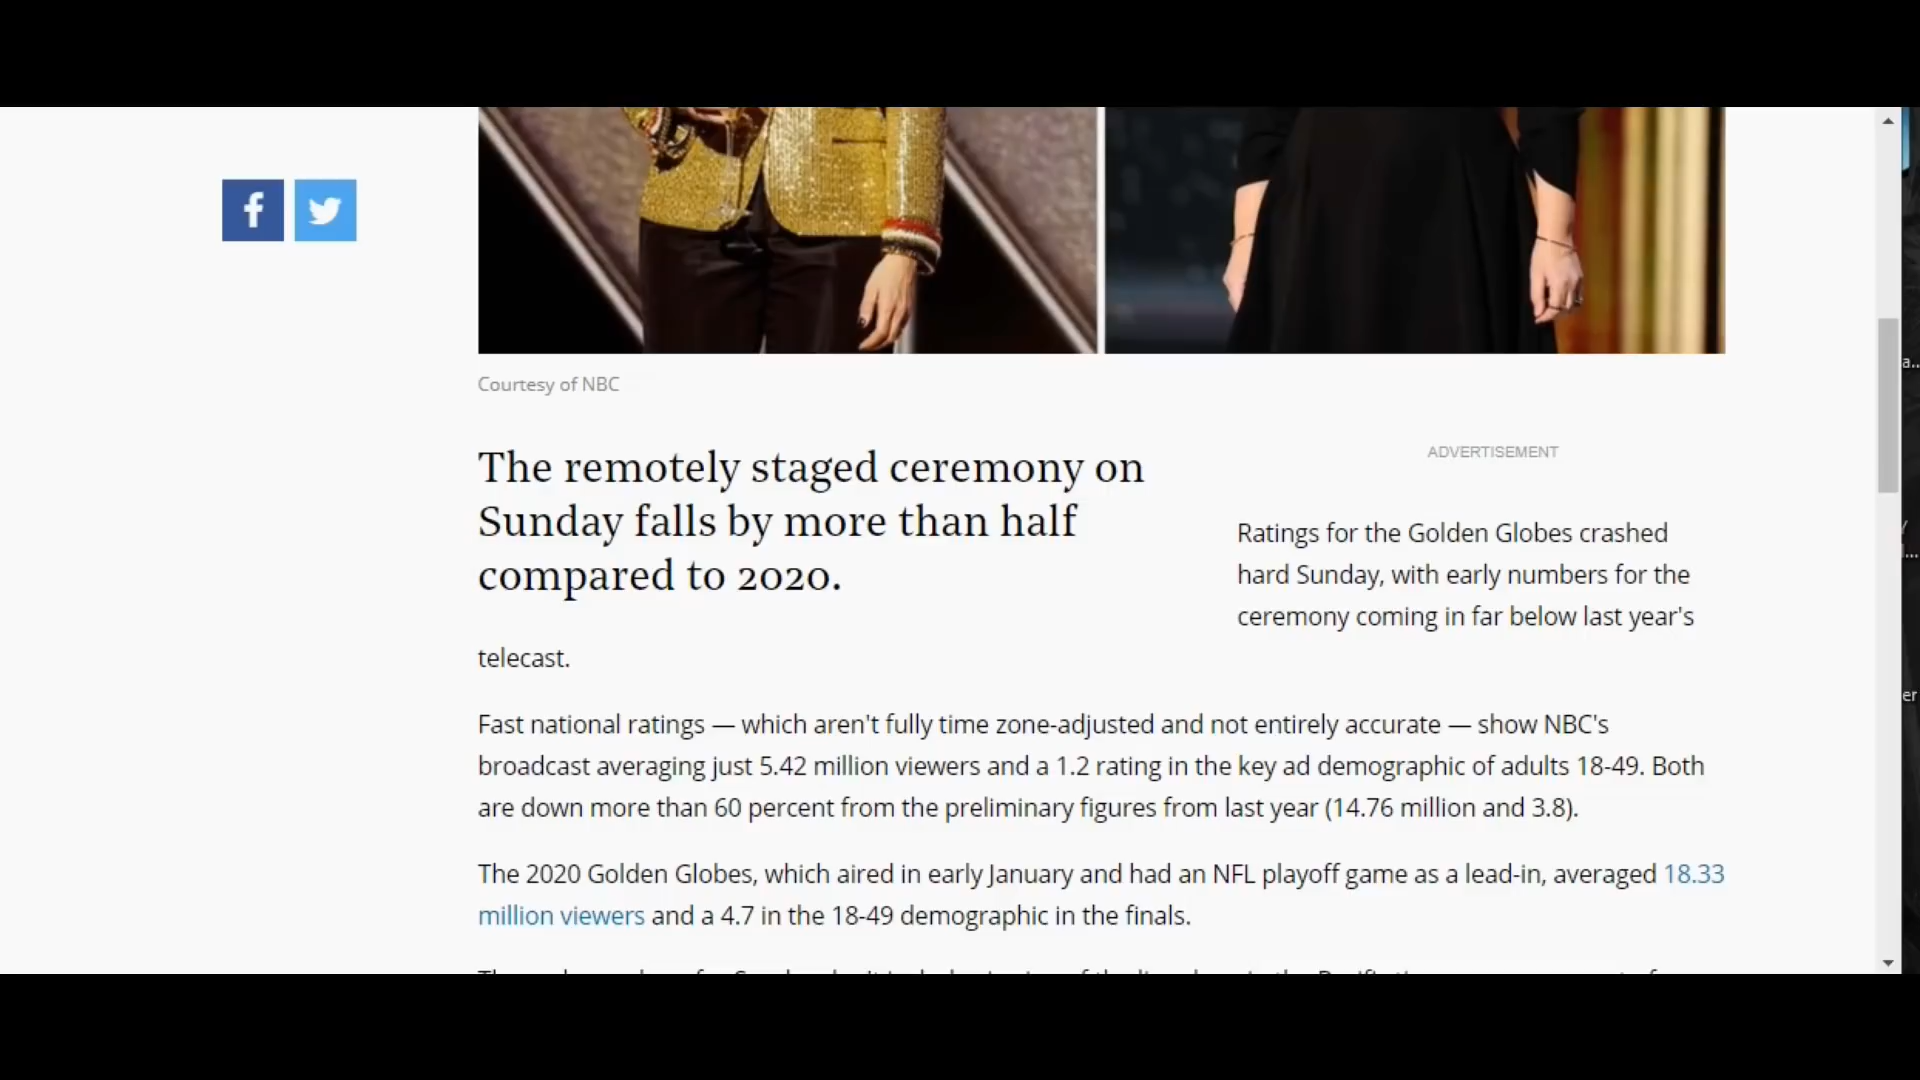 Courtesy of NBC
The remotely staged ceremony on
Sunday falls by more than half
compared to 2020.
ADVERTISEMENT
Ratings for the Golden Globes crashed
hard Sunday, with early numbers for the
ceremony coming in far below last year's
telecast.
Fast national ratings — which aren't fully time zone-adjusted and not entirely accurate — show NBC's
broadcast averaging just 5.42 million viewers and a 1.2 rating in the key ad demographic of adults 18-49. Both
are down more than 60 percent from the preliminary figures from last year (14.76 million and 3.8).
The 2020 Golden Globes, which aired in early January and had an NFL playoff game as a lead-in, averaged 18.33
million viewers and a 4.7 in the 18-49 demographic in the finals.
a...
er